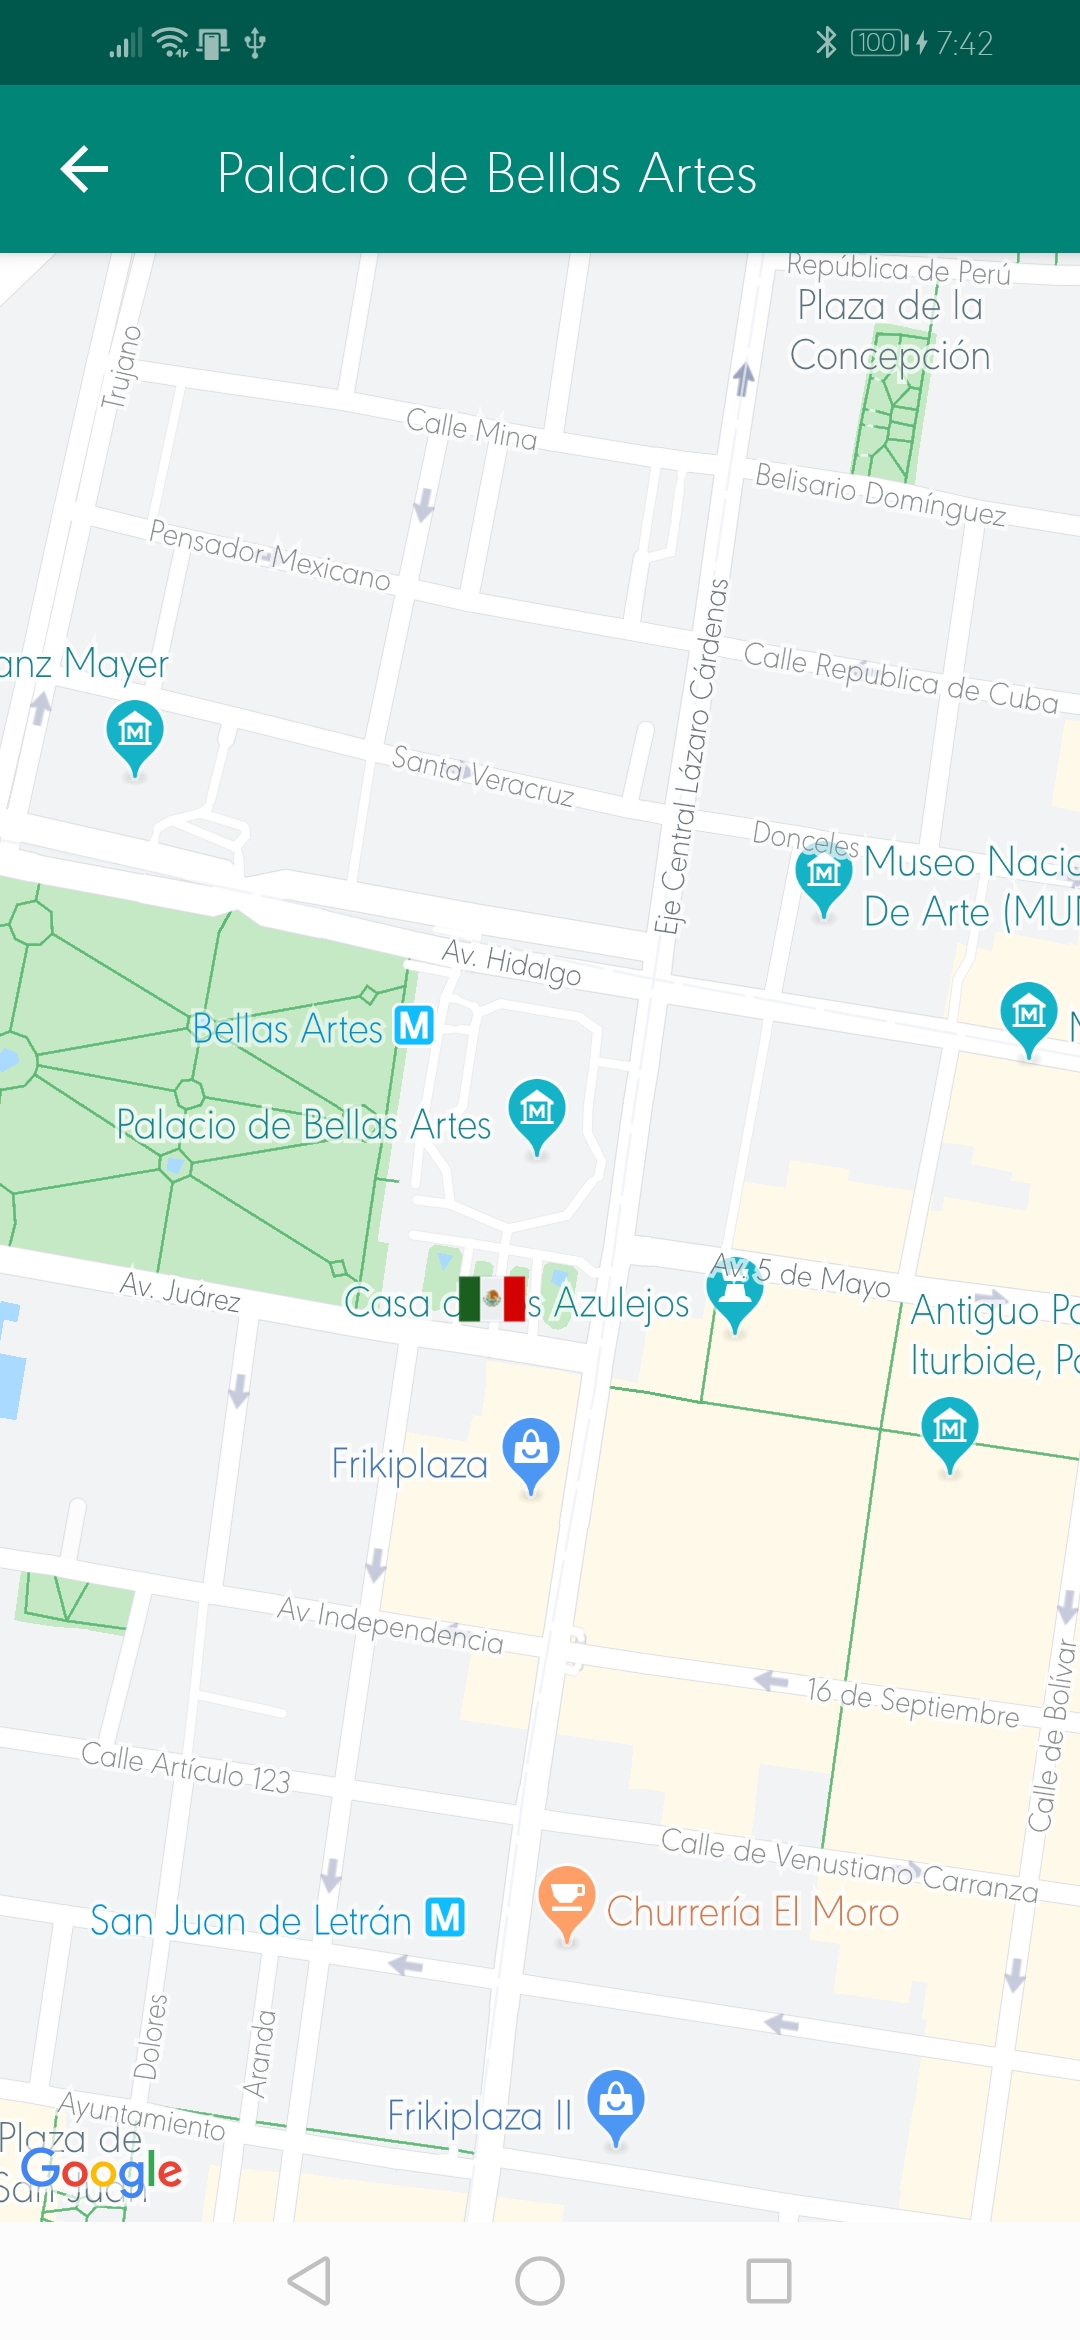 100 7:42
Palacio de Bellas Artes
República de Perú
Plaza de la
Concepción
Trujano
Calle Mina
Belisario Domínguez
Pensador Mexicano
Eje Central Lázaro Cárdenas
Calle República de Cuba
anz Mayer
Santa Veracruz
Donceles
Museo Nacio
De Arte (MUN
Av. Hidalgo
Bellas Artes M
Palacio de Bellas Artes
Av. 5 de Mayo
Av. Juárez
Casa d s Azulejos
Antiguo Pa
Iturbide, Pa
Frikiplaza
Av Independencia
16 de Septiembre
Calle de Bolívar
Calle Artículo 123
Calle de Venustiano Carranza
San Juan de Letrán M
Churrería El Moro
Dolores
Aranda
Ayuntamiento
Frikiplaza II
Plaza de
San Juan
Google